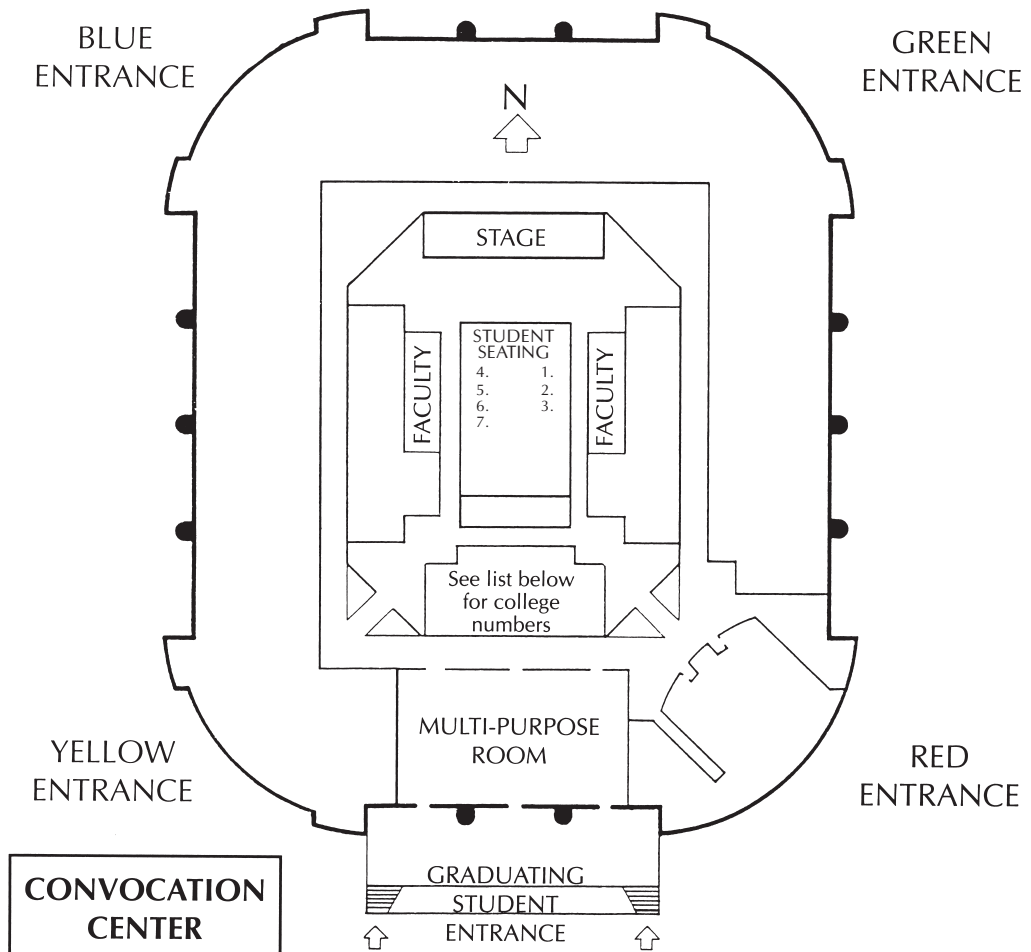 BLUE
ENTRANCE
GREEN
ENTRANCE
N
STAGE
STUDENT
SEATING
4. 1.
5. 2.
6. 3.
7.
FACULTY
FACULTY
See list below
for college
numbers
MULTI-PURPOSE
ROOM
YELLOW
ENTRANCE
RED
ENTRANCE
CONVOCATION
CENTER
GRADUATING
STUDENT
ENTRANCE